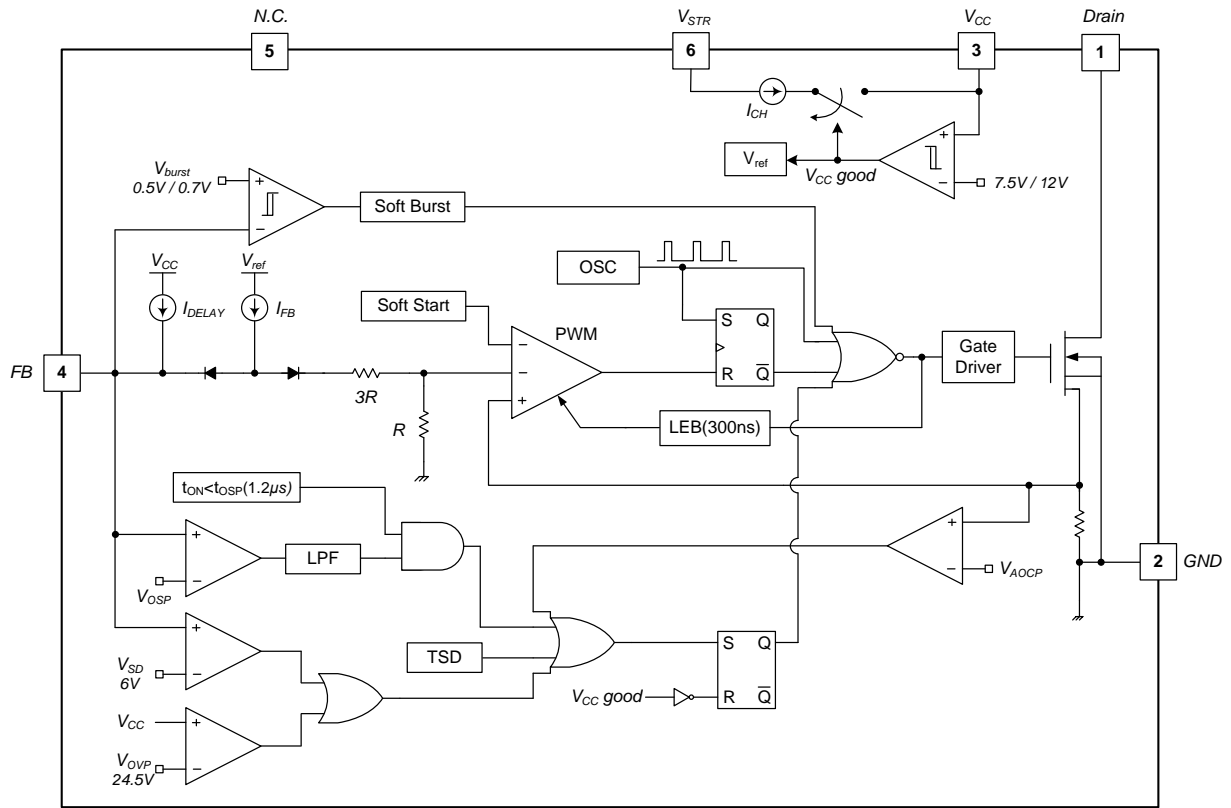 N.C.
V_STR
V_CC
Drain
5
6
3
1
I_CH
V_ref
V_CC good
+
−
7.5V / 12V
V_burst
0.5V / 0.7V
+
−
Soft Burst
V_CC
V_ref
I_DELAY
I_FB
OSC
Soft Start
PWM
−
−
+
S Q
R Q̅
Gate
Driver
FB
4
3R
R
LEB(300ns)
t_ON<t_OSP(1.2µs)
+
−
V_OSP
LPF
+
−
V_AOCP
2
GND
+
−
V_SD
6V
TSD
S Q
R Q̅
V_CC good
V_CC
+
−
V_OVP
24.5V